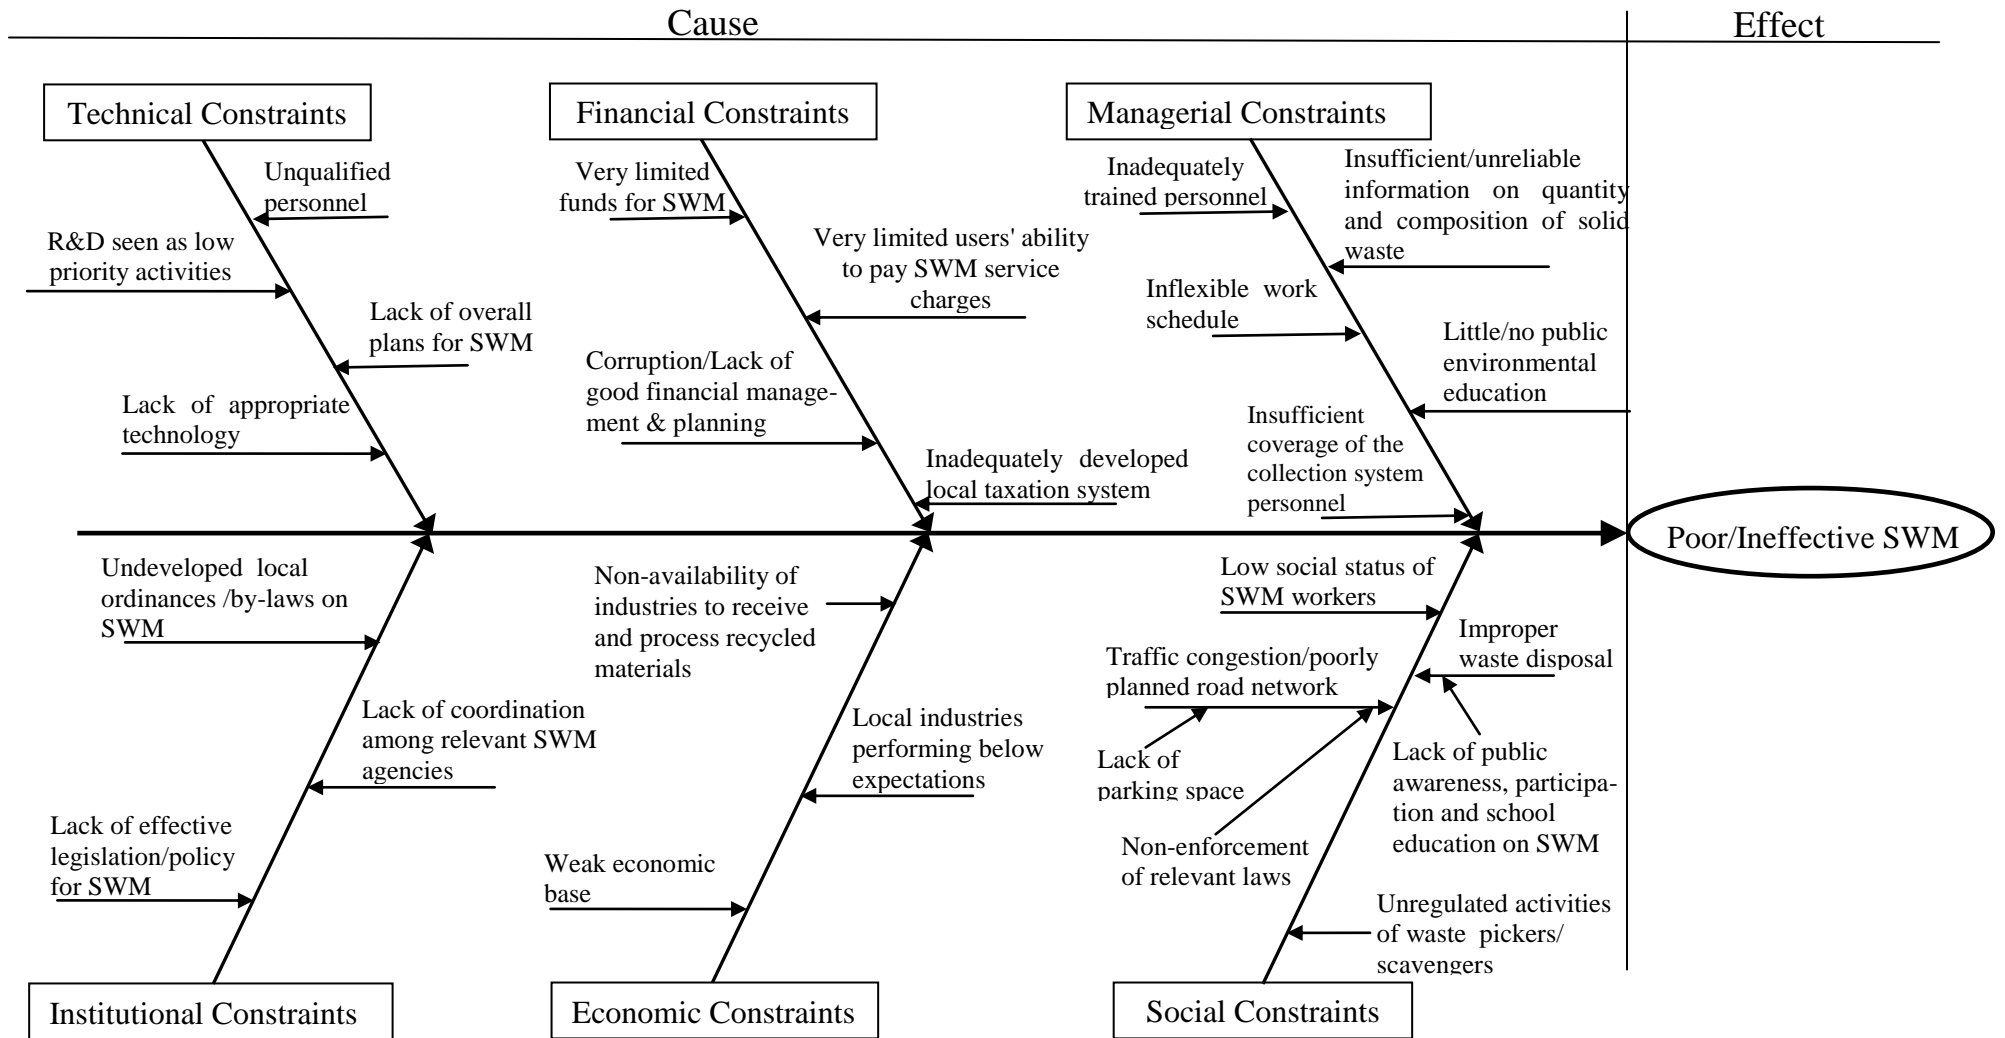 Cause
Effect
Technical Constraints
Financial Constraints
Managerial Constraints
Unqualified
personnel
R&D seen as low
priority activities
Lack of overall
plans for SWM
Lack of appropriate
technology
Very limited
funds for SWM
Very limited users' ability
to pay SWM service
charges
Corruption/Lack of
good financial manage-
ment & planning
Inadequately developed
local taxation system
Inadequately
trained personnel
Insufficient/unreliable
information on quantity
and composition of solid
waste
Inflexible work
schedule
Little/no public
environmental
education
Insufficient
coverage of the
collection system
personnel
Poor/Ineffective SWM
Undeveloped local
ordinances /by-laws on
SWM
Lack of coordination
among relevant SWM
agencies
Lack of effective
legislation/policy
for SWM
Non-availability of
industries to receive
and process recycled
materials
Local industries
performing below
expectations
Weak economic
base
Low social status of
SWM workers
Improper
waste disposal
Traffic congestion/poorly
planned road network
Lack of
parking space
Lack of public
awareness, participa-
tion and school
education on SWM
Non-enforcement
of relevant laws
Unregulated activities
of waste pickers/
scavengers
Institutional Constraints
Economic Constraints
Social Constraints